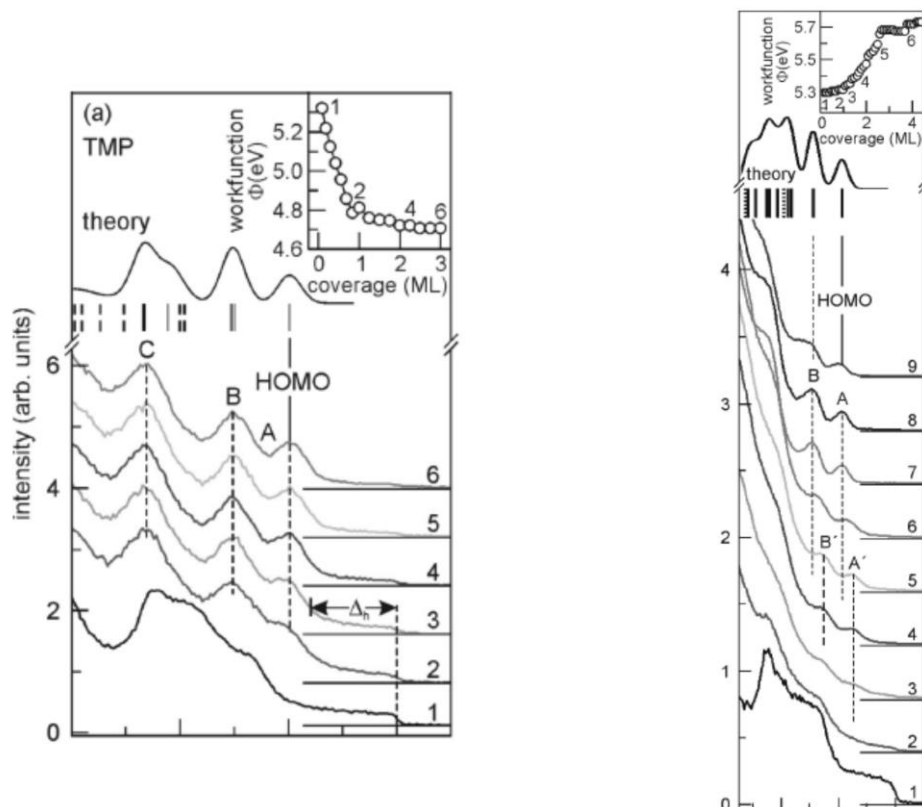 (a)
TMP
theory
workfunction
Φ(eV)
5.2
5.0
4.8
4.6
1
2
4
6
0 1 2 3
coverage (ML)
intensity (arb. units)
6
4
2
0
C
B
A
HOMO
6
5
4
3
Δh
2
1
workfunction
Φ(eV)
5.7
5.5
5.3
1 2 3
4
5
6
0 2 4
coverage (ML)
theory
HOMO
4
3
2
1
0
B
A
B´
A´
9
8
7
6
5
4
3
2
1